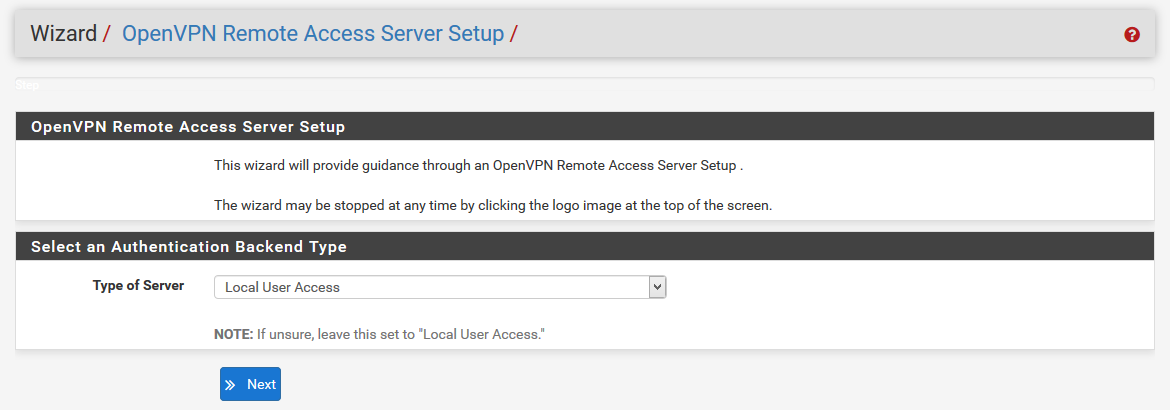 Wizard / OpenVPN Remote Access Server Setup /
Step
OpenVPN Remote Access Server Setup
This wizard will provide guidance through an OpenVPN Remote Access Server Setup .
The wizard may be stopped at any time by clicking the logo image at the top of the screen.
Select an Authentication Backend Type
Type of Server Local User Access
NOTE: If unsure, leave this set to "Local User Access."
» Next